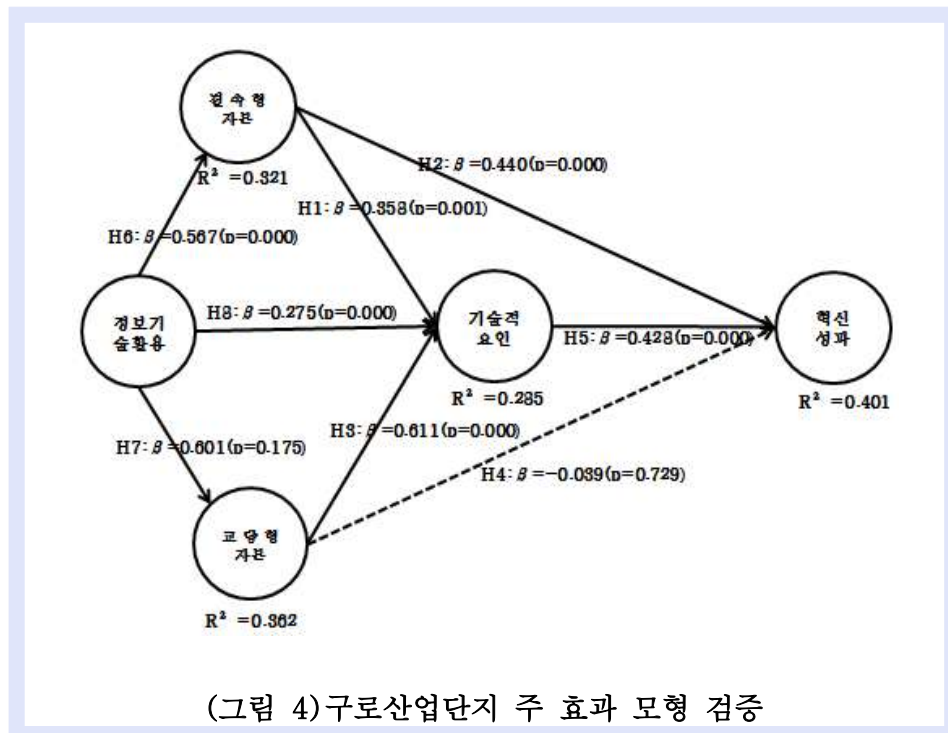 결속형
자본
R² =0.321
H2: β =0.440(p=0.000)
H1: β =0.358(p=0.001)
H6: β =0.567(p=0.000)
정보기
술활용
H8: β =0.275(p=0.000)
기술적
요인
R² =0.285
H5: β =0.428(p=0.000)
혁신
성과
R² =0.401
H7: β =0.601(p=0.175)
H3: β =0.611(p=0.000)
H4: β =-0.039(p=0.729)
교량형
자본
R² =0.362
(그림 4)구로산업단지 주 효과 모형 검증